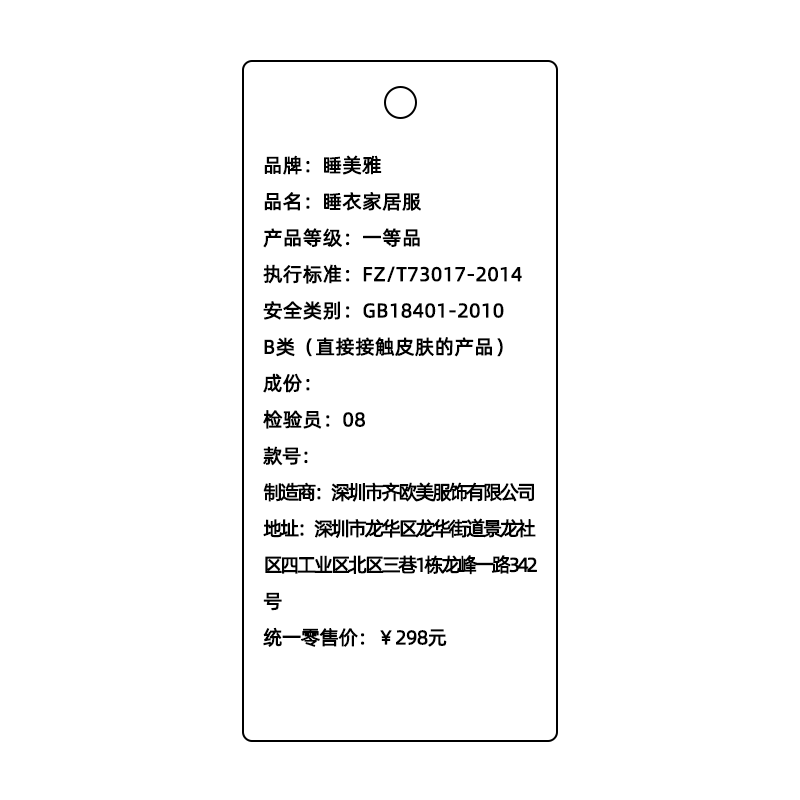 品牌：睡美雅
品名：睡衣家居服
产品等级：一等品
执行标准：FZ/T73017-2014
安全类别：GB18401-2010
B类（直接接触皮肤的产品）
成份：
检验员：08
款号：
制造商：深圳市齐欧美服饰有限公司
地址：深圳市龙华区龙华街道景龙社
区四工业区北区三巷1栋龙峰一路342
号
统一零售价：￥298元